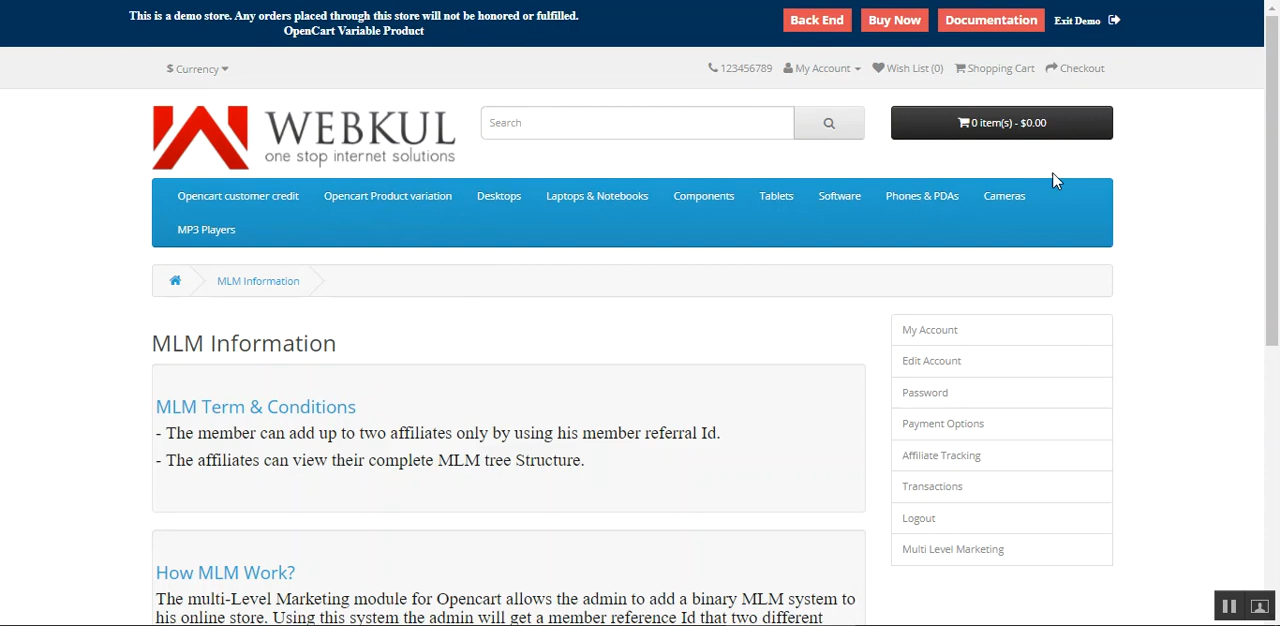 This is a demo store. Any orders placed through this store will not be honored or fulfilled.
OpenCart Variable Product
Back End
Buy Now
Documentation
Exit Demo
$ Currency
123456789
My Account
Wish List (0)
Shopping Cart
Checkout
WEBKUL
one stop internet solutions
Search
0 item(s) - $0.00
Opencart customer credit
Opencart Product variation
Desktops
Laptops & Notebooks
Components
Tablets
Software
Phones & PDAs
Cameras
MP3 Players
MLM Information
MLM Information
MLM Term & Conditions
- The member can add up to two affiliates only by using his member referral Id.
- The affiliates can view their complete MLM tree Structure.
How MLM Work?
The multi-Level Marketing module for Opencart allows the admin to add a binary MLM system to
his online store. Using this system the admin will get a member reference Id that two different
My Account
Edit Account
Password
Payment Options
Affiliate Tracking
Transactions
Logout
Multi Level Marketing